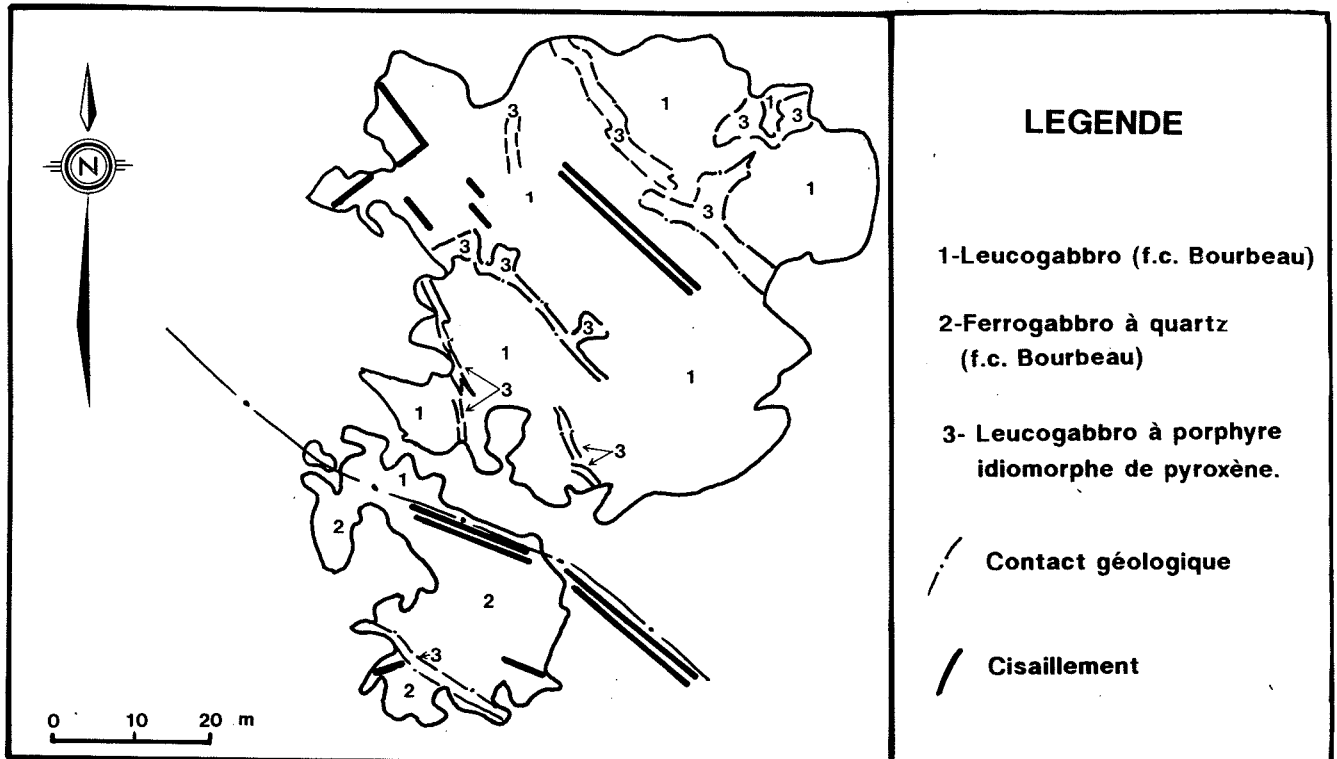 N
1
3
1
3
3
1
3
1
1
3
3
3
3
1
1
3
1
3
1
2
2
3
2
0 10 20 m
LEGENDE
1-Leucogabbro (f.c. Bourbeau)
2-Ferrogabbro à quartz
(f.c. Bourbeau)
3- Leucogabbro à porphyre
idiomorphe de pyroxène.
Contact géologique
Cisaillement